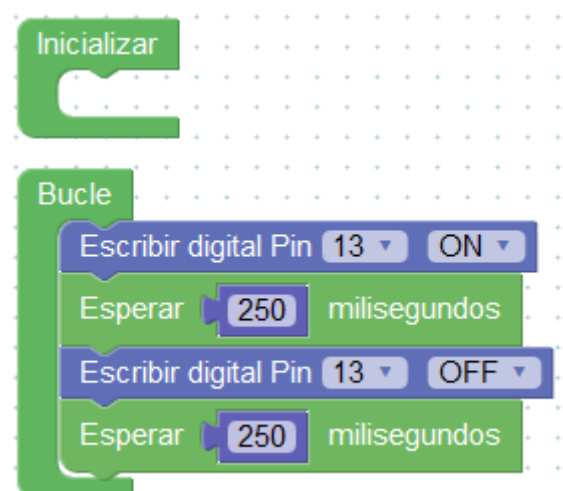 Inicializar
Bucle
Escribir digital Pin 13 ON
Esperar 250 milisegundos
Escribir digital Pin 13 OFF
Esperar 250 milisegundos